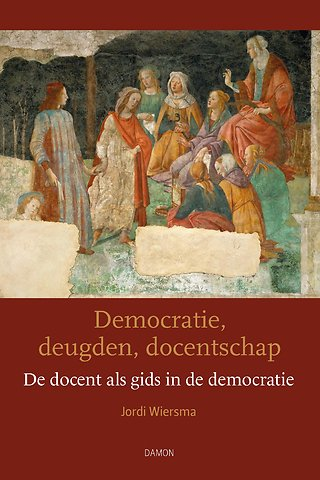 Democratie,
deugden, docentschap
De docent als gids in de democratie
Jordi Wiersma
DAMON